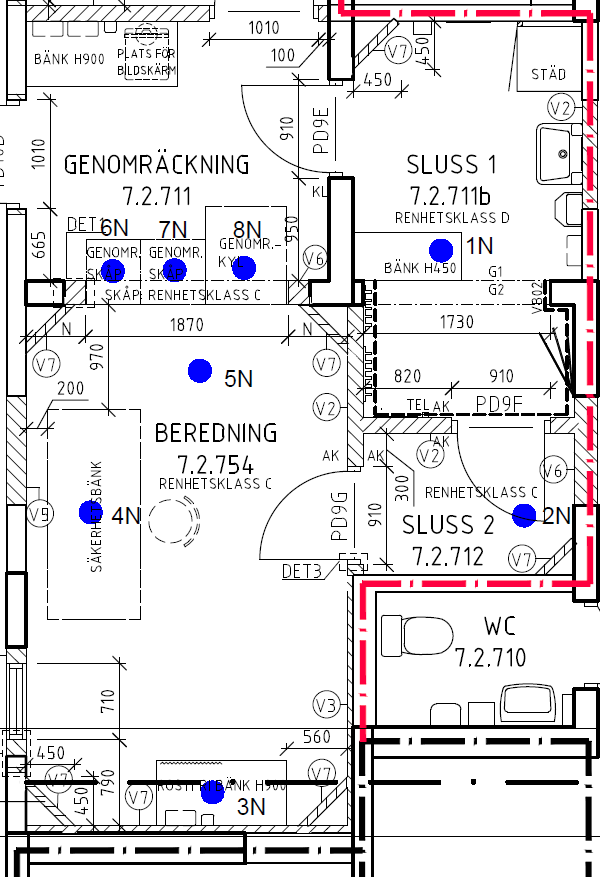 1010
100
BÄNK H900
PLATS FÖR
BILDSKÄRM
V7
450
450
STÄD
V2
910
PD9E
1010
GENOMRÄCKNING
7.2.711
SLUSS 1
7.2.711b
RENHETSKLASS D
KL
DET1
6N
7N
8N
665
GENOMR.
SKÅP
GENOMR.
SKÅP
GENOMR.-
KYL
950
V6
1N
BÄNK H450
G1
G2
SKÅP: RENHETSKLASS C
VB02
N
1870
N
1730
V7
970
V7
820
910
200
5N
V2
TELAK
PD9F
BEREDNING
7.2.754
RENHETSKLASS C
AK
AK
AK
V2
V6
SÄKERHETSBÄNK
V9
4N
PD9G
910
300
RENHETSKLASS C
SLUSS 2
7.2.712
2N
V7
DET3
WC
7.2.710
710
V3
560
450
V7
450
790
V7
BÄNK H900
V7
3N